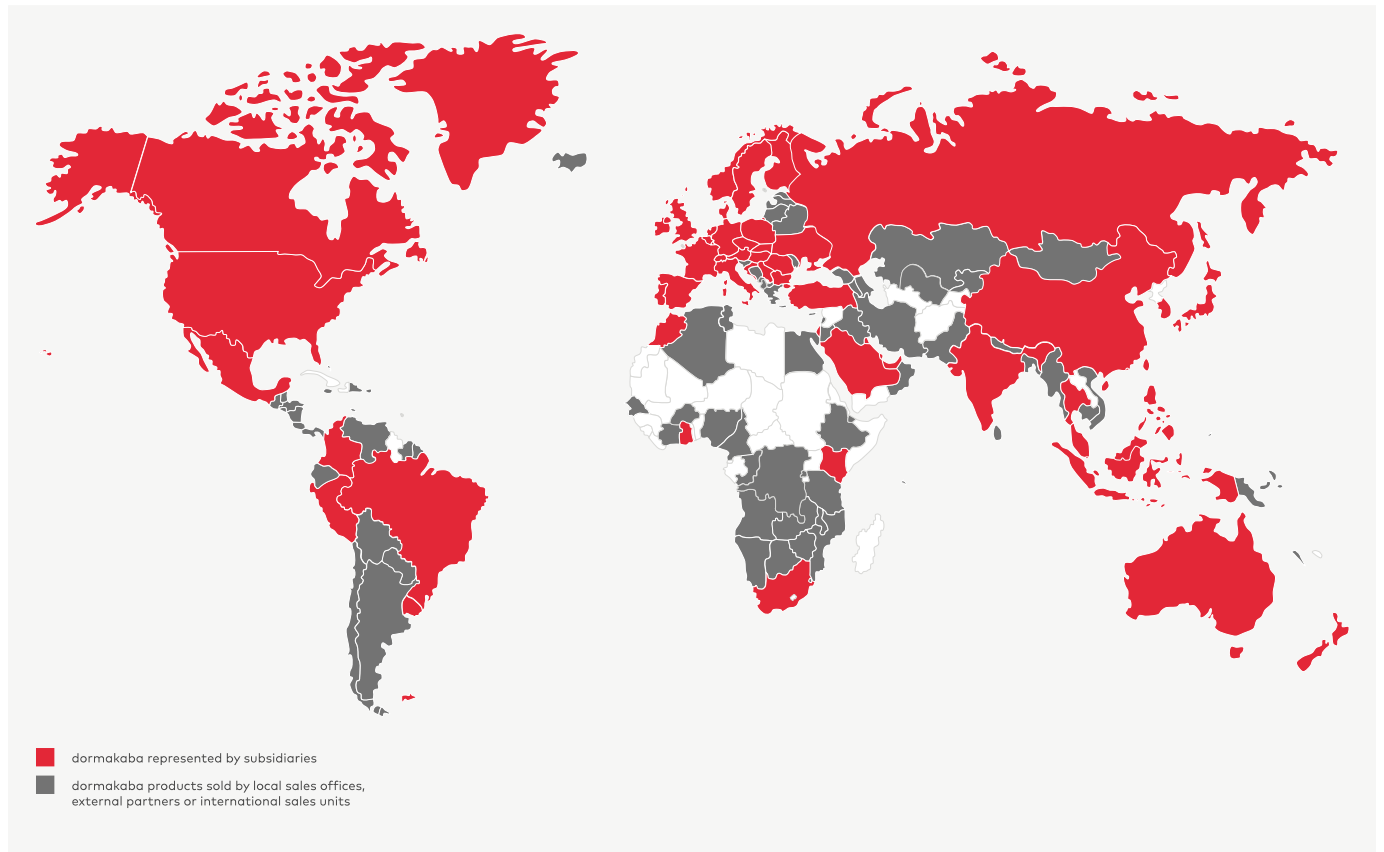 dormakaba represented by subsidiaries
dormakaba products sold by local sales offices,
external partners or international sales units